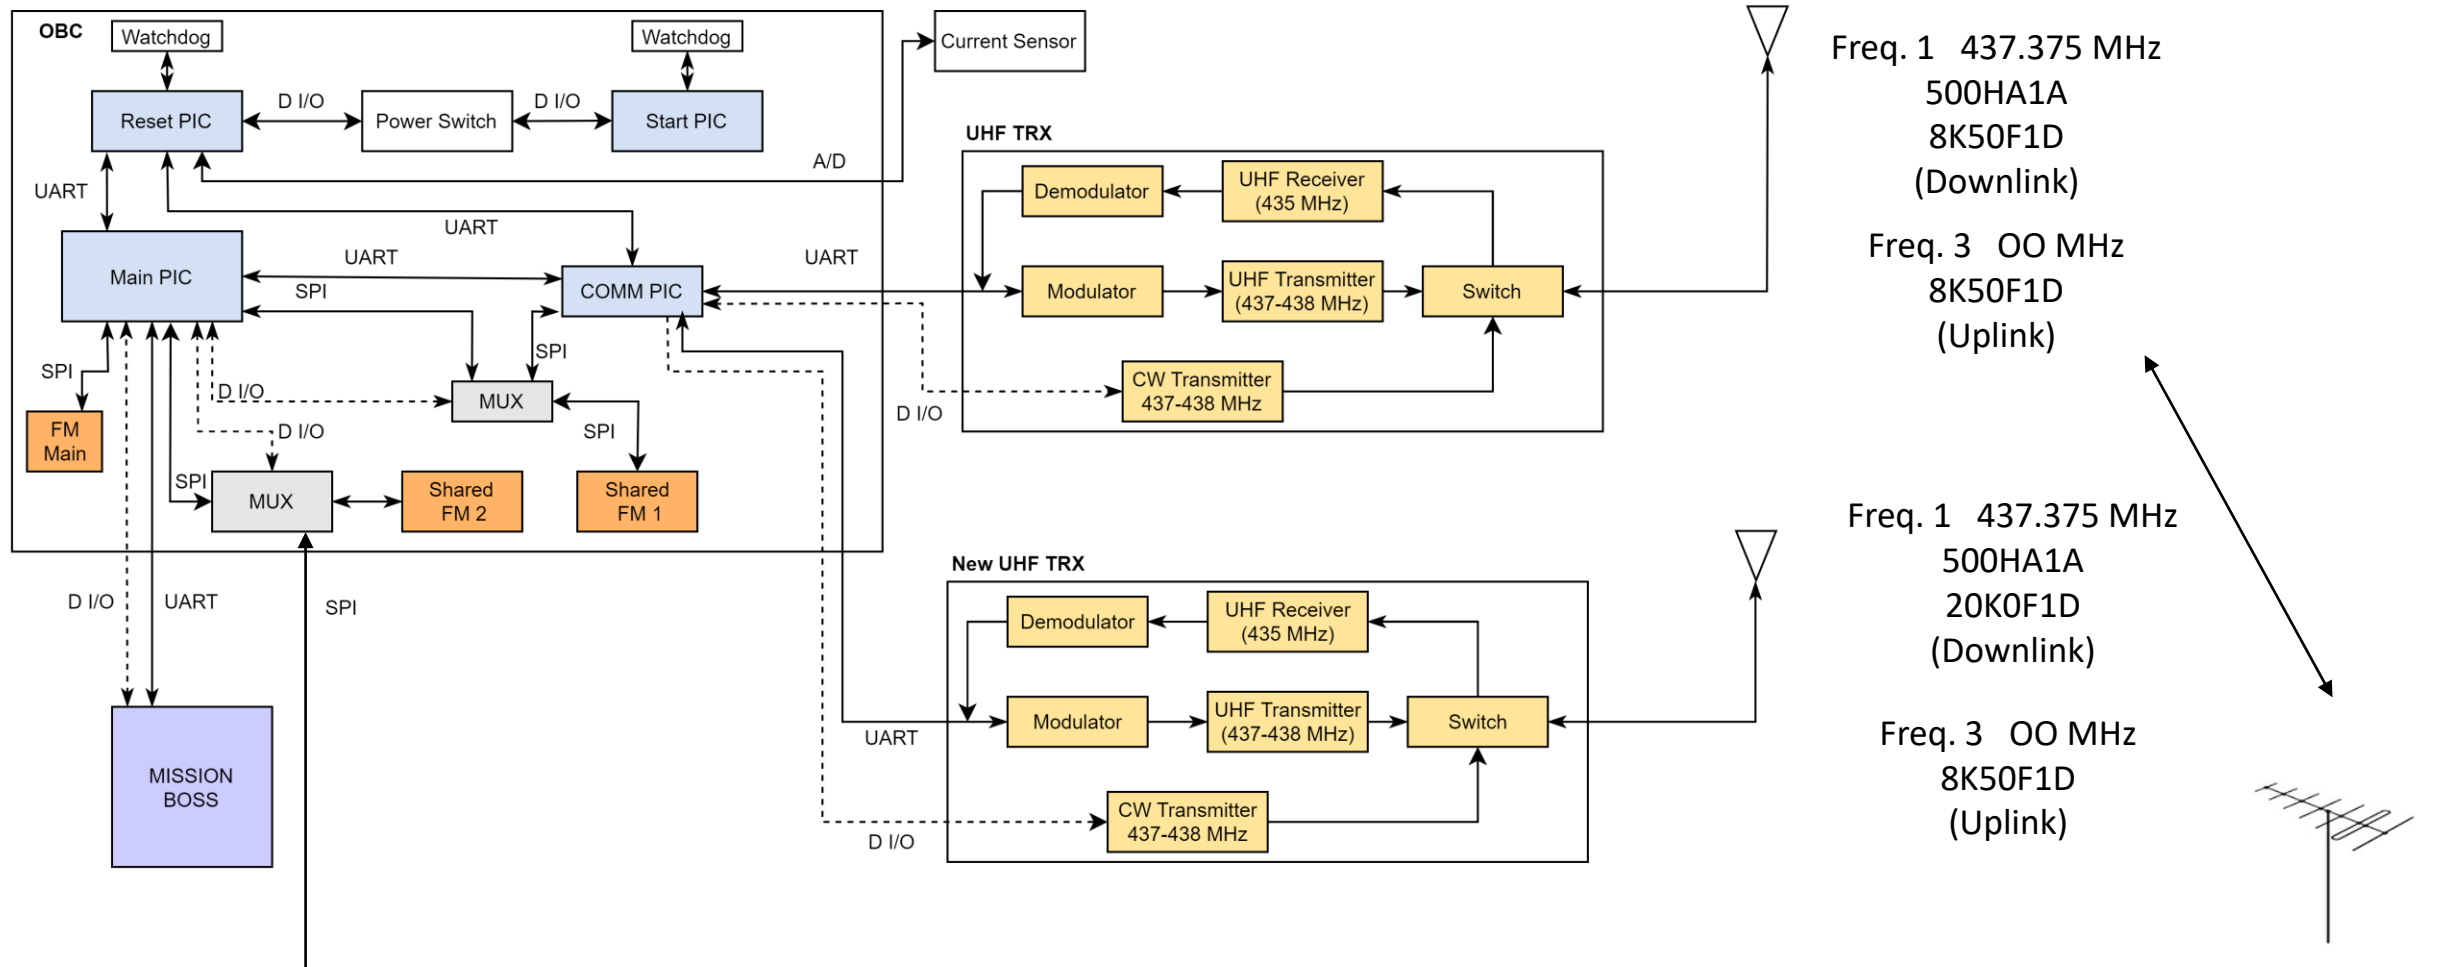 OBC
Watchdog
Watchdog
Current Sensor
Reset PIC
D I/O
Power Switch
D I/O
Start PIC
A/D
UART
UART
Main PIC
UART
SPI
COMM PIC
UART
SPI
SPI
D I/O
MUX
FM
Main
D I/O
SPI
SPI
MUX
Shared
FM 2
Shared
FM 1
D I/O
UART
SPI
MISSION
BOSS
UHF TRX
Demodulator
UHF Receiver
(435 MHz)
Modulator
UHF Transmitter
(437-438 MHz)
Switch
CW Transmitter
437-438 MHz
D I/O
New UHF TRX
Demodulator
UHF Receiver
(435 MHz)
Modulator
UHF Transmitter
(437-438 MHz)
Switch
UART
CW Transmitter
437-438 MHz
D I/O
Freq. 1 437.375 MHz
500HA1A
8K50F1D
(Downlink)
Freq. 3 OO MHz
8K50F1D
(Uplink)
Freq. 1 437.375 MHz
500HA1A
20K0F1D
(Downlink)
Freq. 3 OO MHz
8K50F1D
(Uplink)